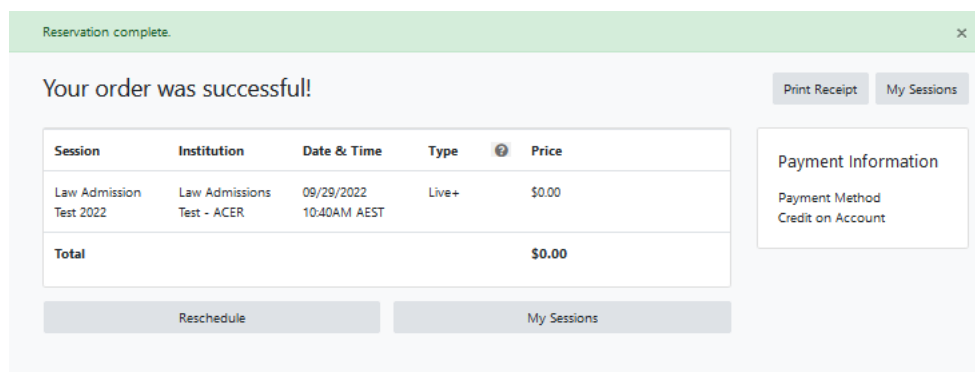 Reservation complete.
×
Your order was successful!
Print Receipt
My Sessions
Session Institution Date & Time Type ? Price
Law Admission Law Admissions 09/29/2022 Live+ $0.00
Test 2022 Test - ACER 10:40AM AEST
Total $0.00
Payment Information
Payment Method
Credit on Account
Reschedule
My Sessions